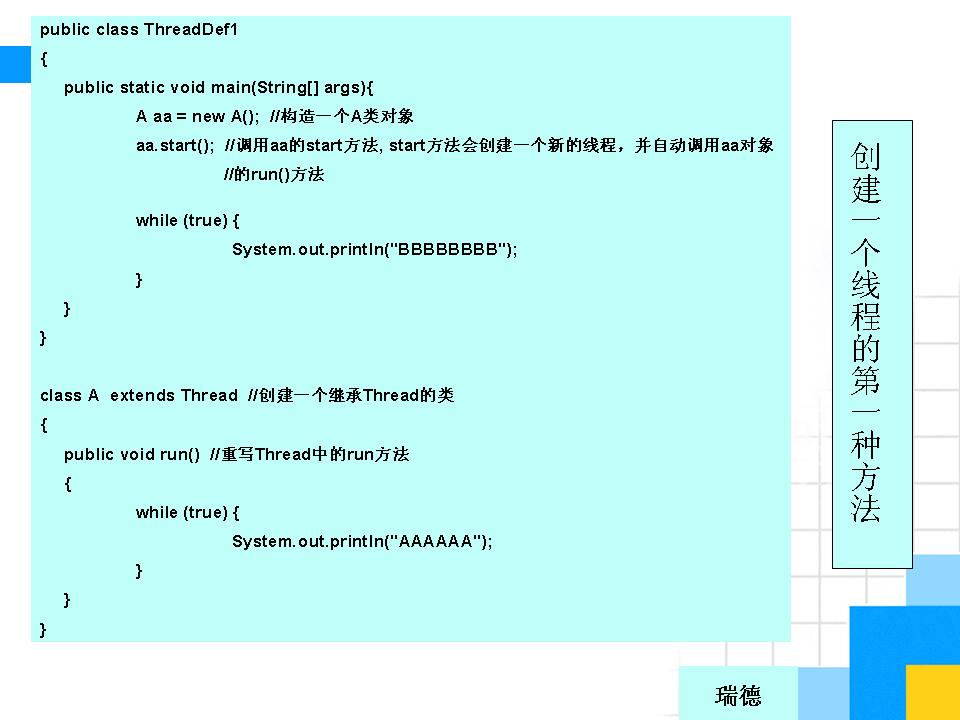 public class ThreadDef1
{
public static void main(String[] args){
A aa = new A();  //构造一个A类对象
aa.start();  //调用aa的start方法, start方法会创建一个新的线程，并自动调用aa对象
//的run()方法
while (true) {
System.out.println("BBBBBBBB");
}
}
}
class A  extends Thread  //创建一个继承Thread的类
{
public void run()  //重写Thread中的run方法
{
while (true) {
System.out.println("AAAAAA");
}
}
}
创建一个线程的第一种方法
瑞德